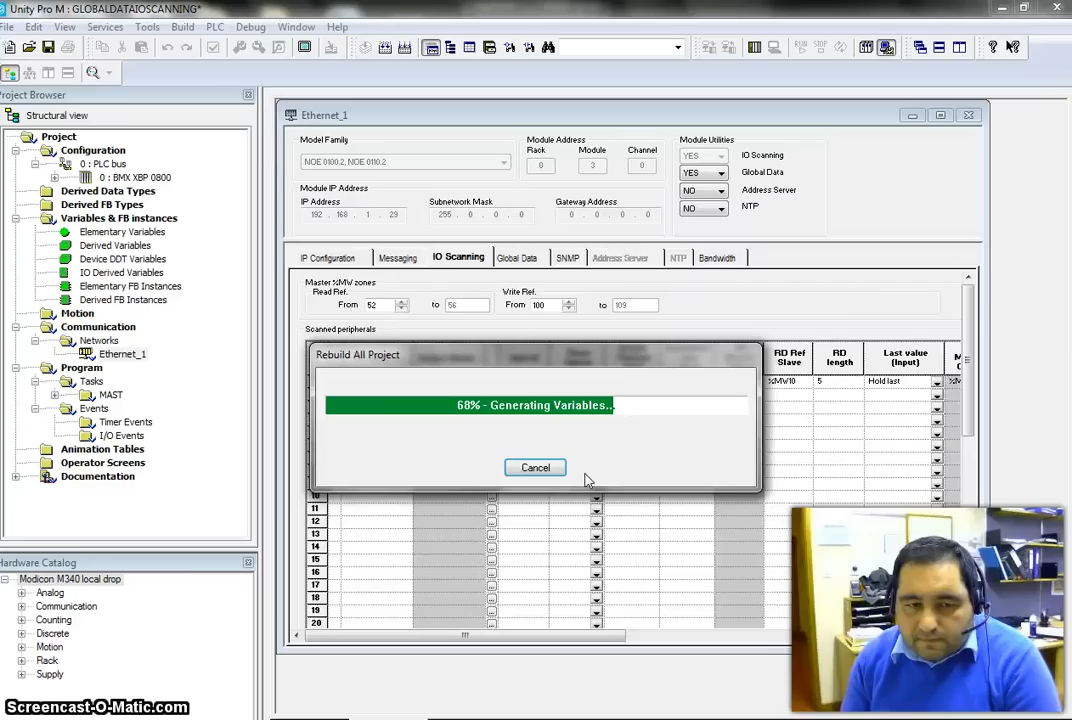 Unity Pro M : GLOBALDATAIOSCANNING*
File Edit View Services Tools Build PLC Debug Window Help
Project Browser
Structural view
Project
Configuration
0 : PLC bus
0 : BMX XBP 0800
Derived Data Types
Derived FB Types
Variables & FB instances
Elementary Variables
Derived Variables
Device DDT Variables
IO Derived Variables
Elementary FB Instances
Derived FB Instances
Motion
Communication
Networks
Ethernet_1
Program
Tasks
MAST
Events
Timer Events
I/O Events
Animation Tables
Operator Screens
Documentation
Hardware Catalog
Modicon M340 local drop
Analog
Communication
Counting
Discrete
Motion
Rack
Supply
Ethernet_1
Model Family
NOE 0100.2, NOE 0110.2
Module Address
Rack Module Channel
0 3 0
Module Utilities
YES IO Scanning
YES Global Data
NO Address Server
NO NTP
Module IP Address
IP Address Subnetwork Mask Gateway Address
192 . 168 . 1 . 29 255 . 0 . 0 . 0 0 . 0 . 0 . 0
IP Configuration Messaging IO Scanning Global Data SNMP Address Server NTP Bandwidth
Master %MW zones
Read Ref. Write Ref.
From 52 to 56 From 100 to 109
Scanned peripherals
RD Ref Slave RD length Last value (Input)
%MW10 5 Hold last
Rebuild All Project
68% - Generating Variables...
Cancel
10
11
12
13
14
15
16
17
18
19
20
Screencast-O-Matic.com